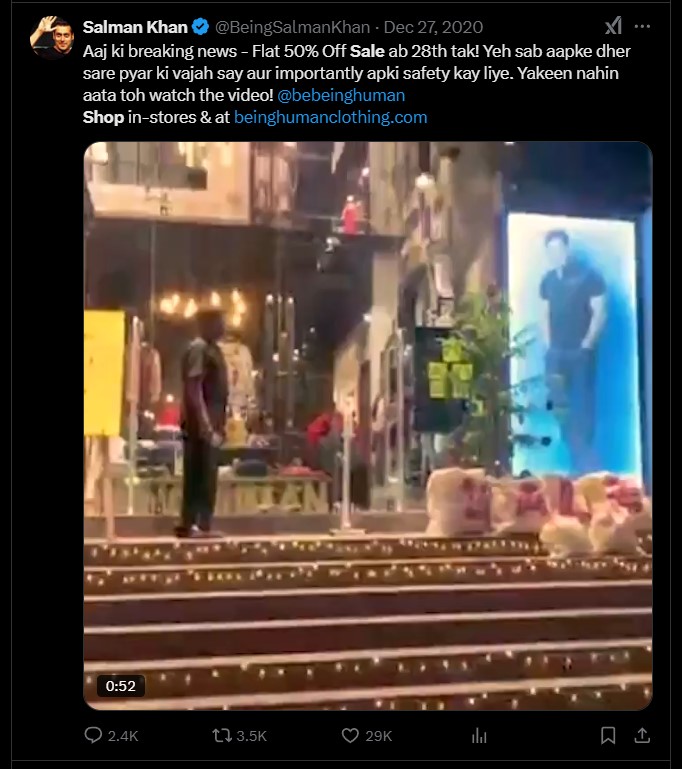 Salman Khan @BeingSalmanKhan · Dec 27, 2020
Aaj ki breaking news - Flat 50% Off Sale ab 28th tak! Yeh sab aapke dher
sare pyar ki vajah say aur importantly apki safety kay liye. Yakeen nahin
aata toh watch the video! @bebeinghuman
Shop in-stores & at beinghumanclothing.com
SALE
0:52
2.4K 3.5K 29K